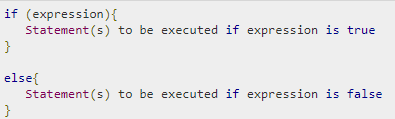 if (expression){
   Statement(s) to be executed if expression is true
}

else{
   Statement(s) to be executed if expression is false
}